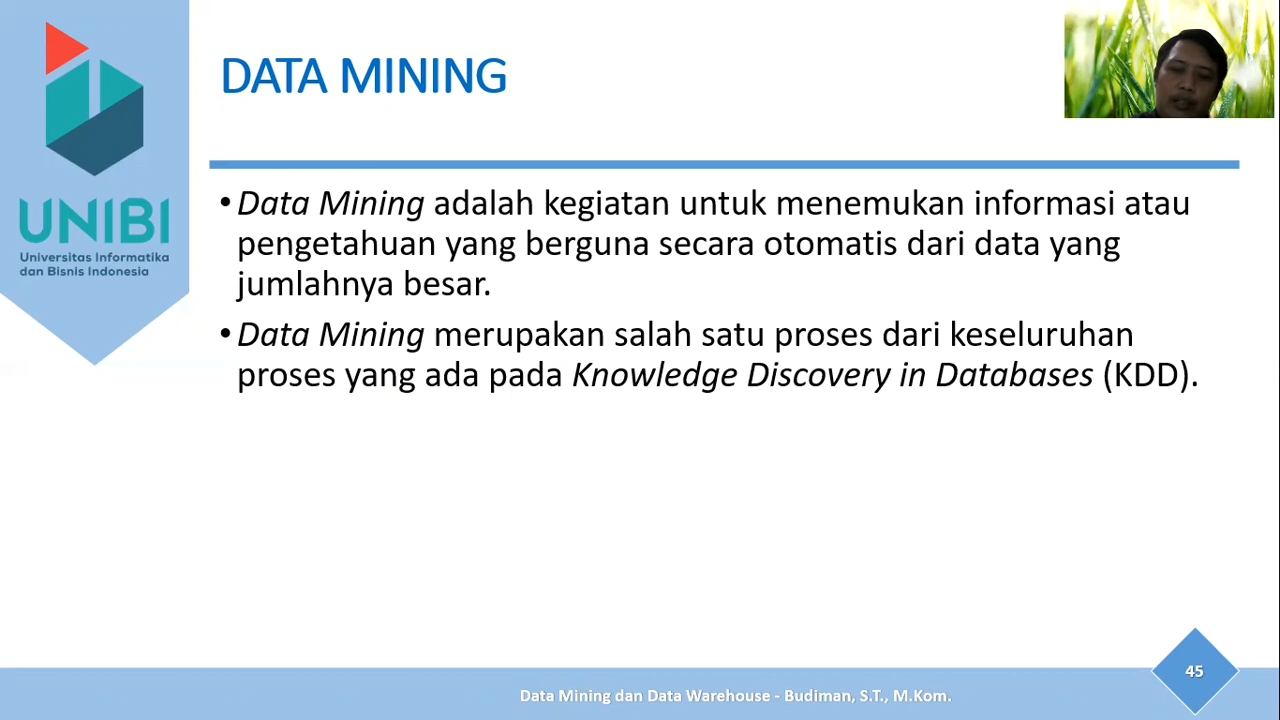 DATA MINING
UNIBI
Universitas Informatika
dan Bisnis Indonesia
•Data Mining adalah kegiatan untuk menemukan informasi atau
pengetahuan yang berguna secara otomatis dari data yang
jumlahnya besar.
•Data Mining merupakan salah satu proses dari keseluruhan
proses yang ada pada Knowledge Discovery in Databases (KDD).
45
Data Mining dan Data Warehouse - Budiman, S.T., M.Kom.